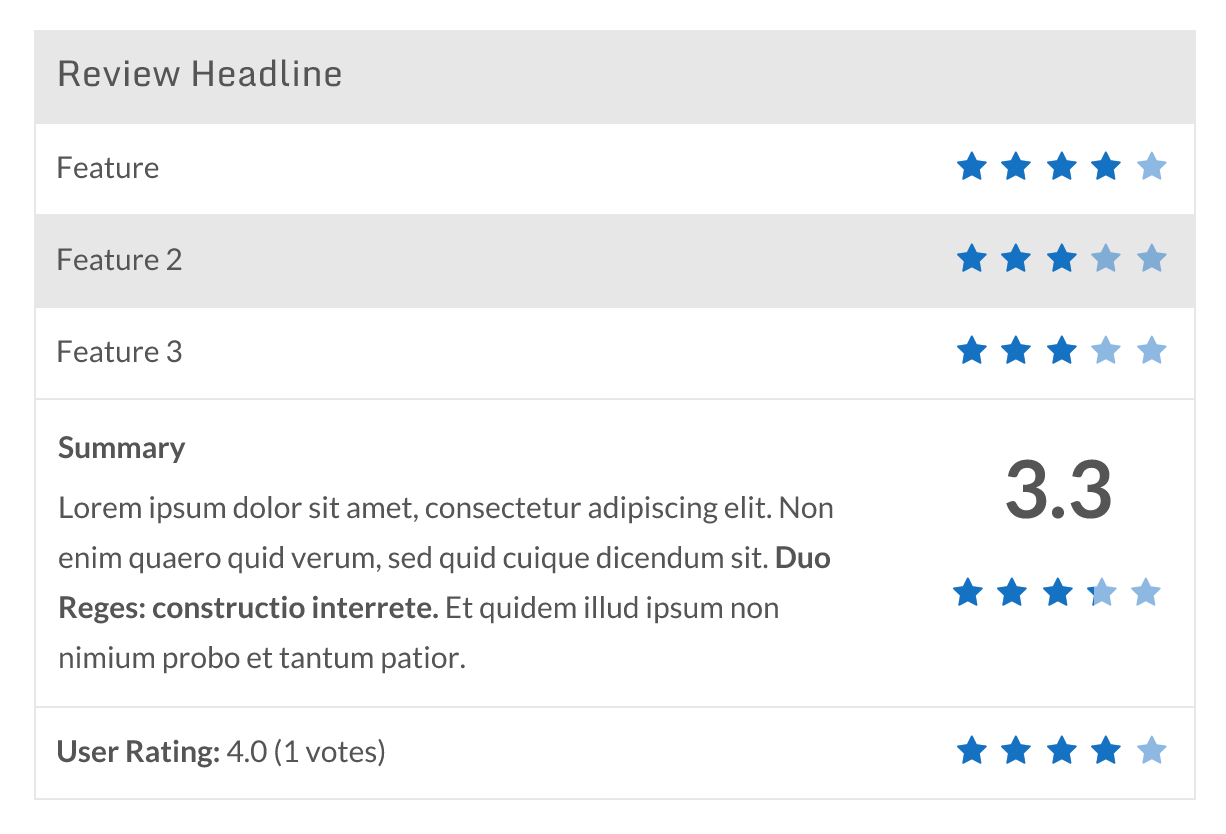 Review Headline
Feature
Feature 2
Feature 3
Summary
3.3
Lorem ipsum dolor sit amet, consectetur adipiscing elit. Non
enim quaero quid verum, sed quid cuique dicendum sit. Duo
Reges: constructio interrete. Et quidem illud ipsum non
nimium probo et tantum patior.
User Rating: 4.0 (1 votes)